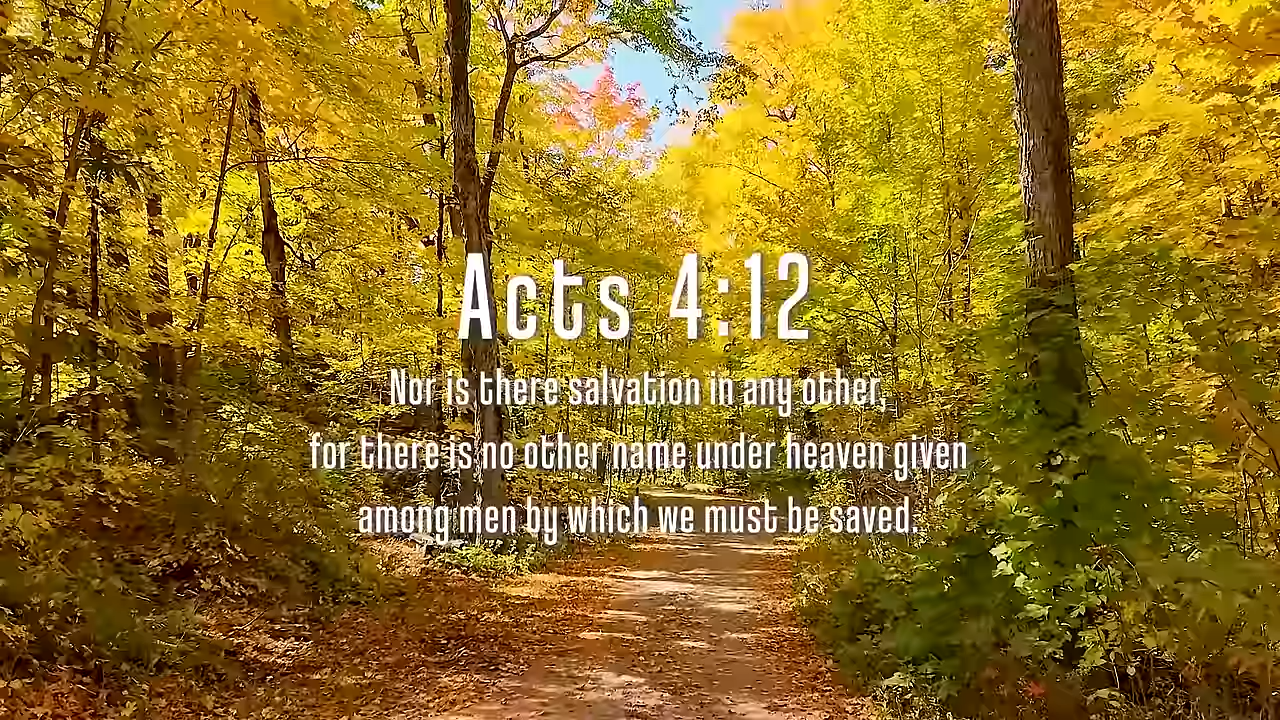 Acts 4:12
Nor is there salvation in any other,
for there is no other name under heaven given
among men by which we must be saved.